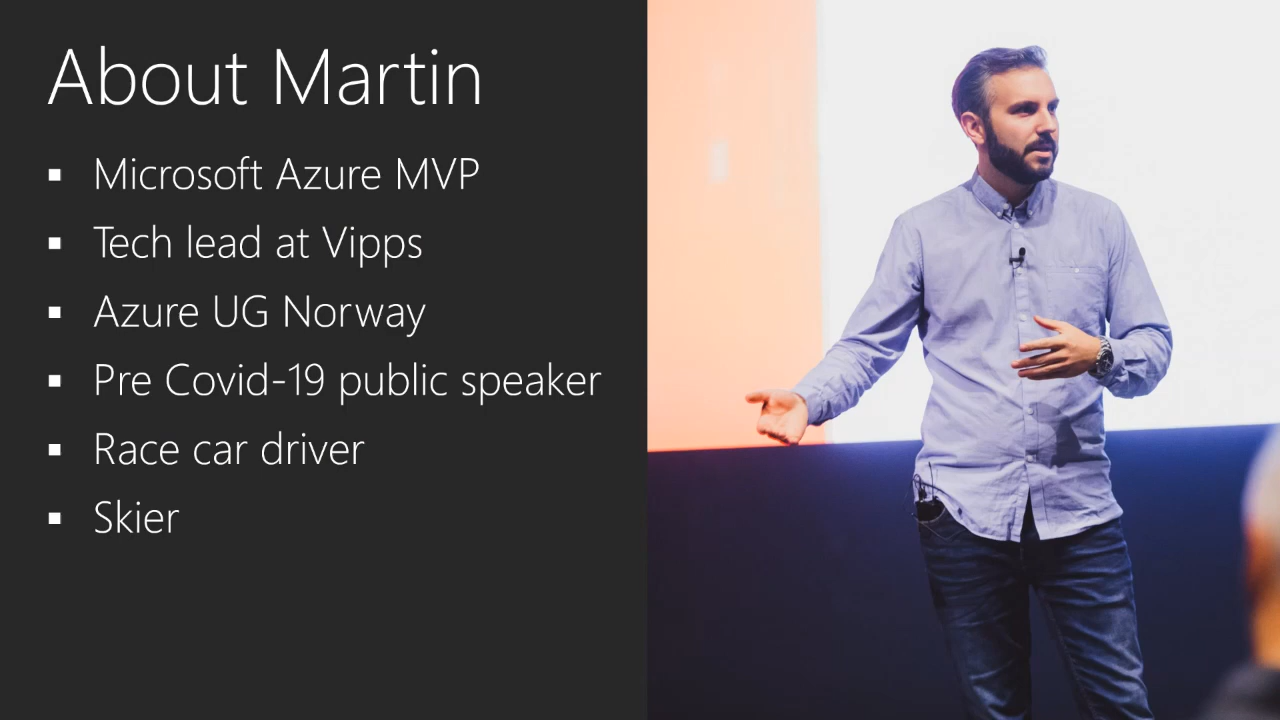 About Martin
▪ Microsoft Azure MVP
▪ Tech lead at Vipps
▪ Azure UG Norway
▪ Pre Covid-19 public speaker
▪ Race car driver
▪ Skier